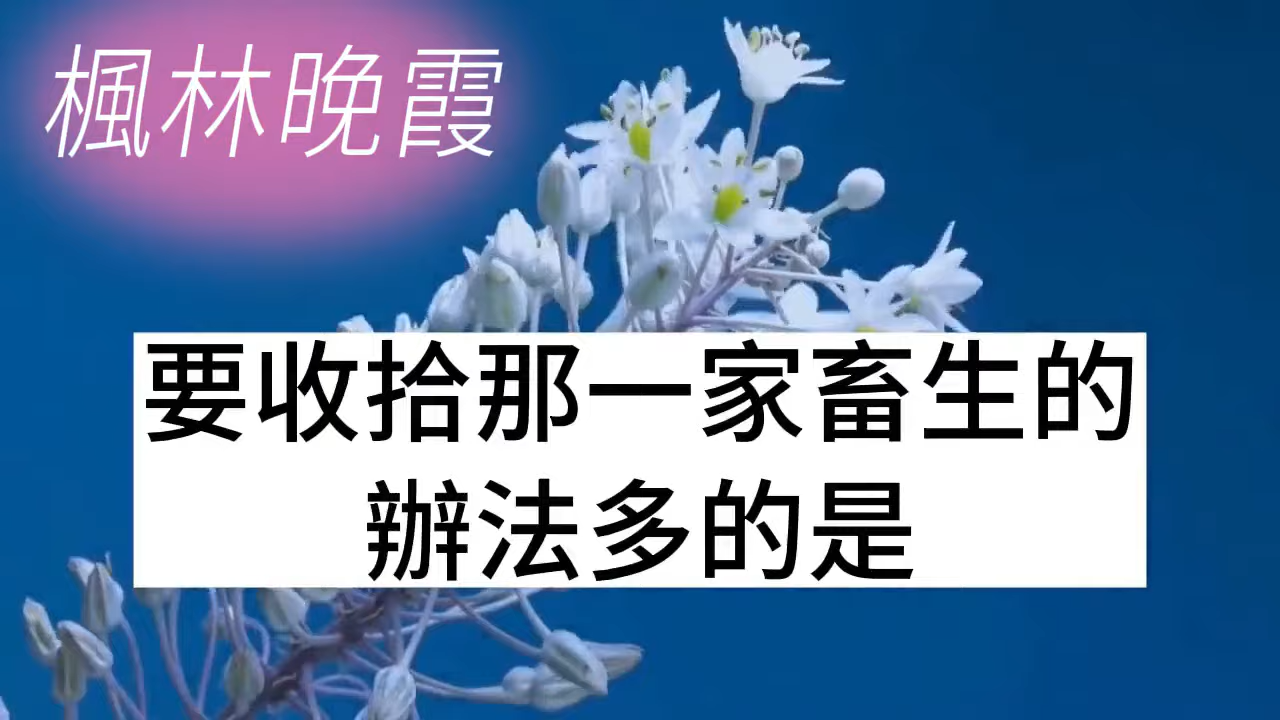 楓林晚霞
要收拾那一家畜生的
辦法多的是